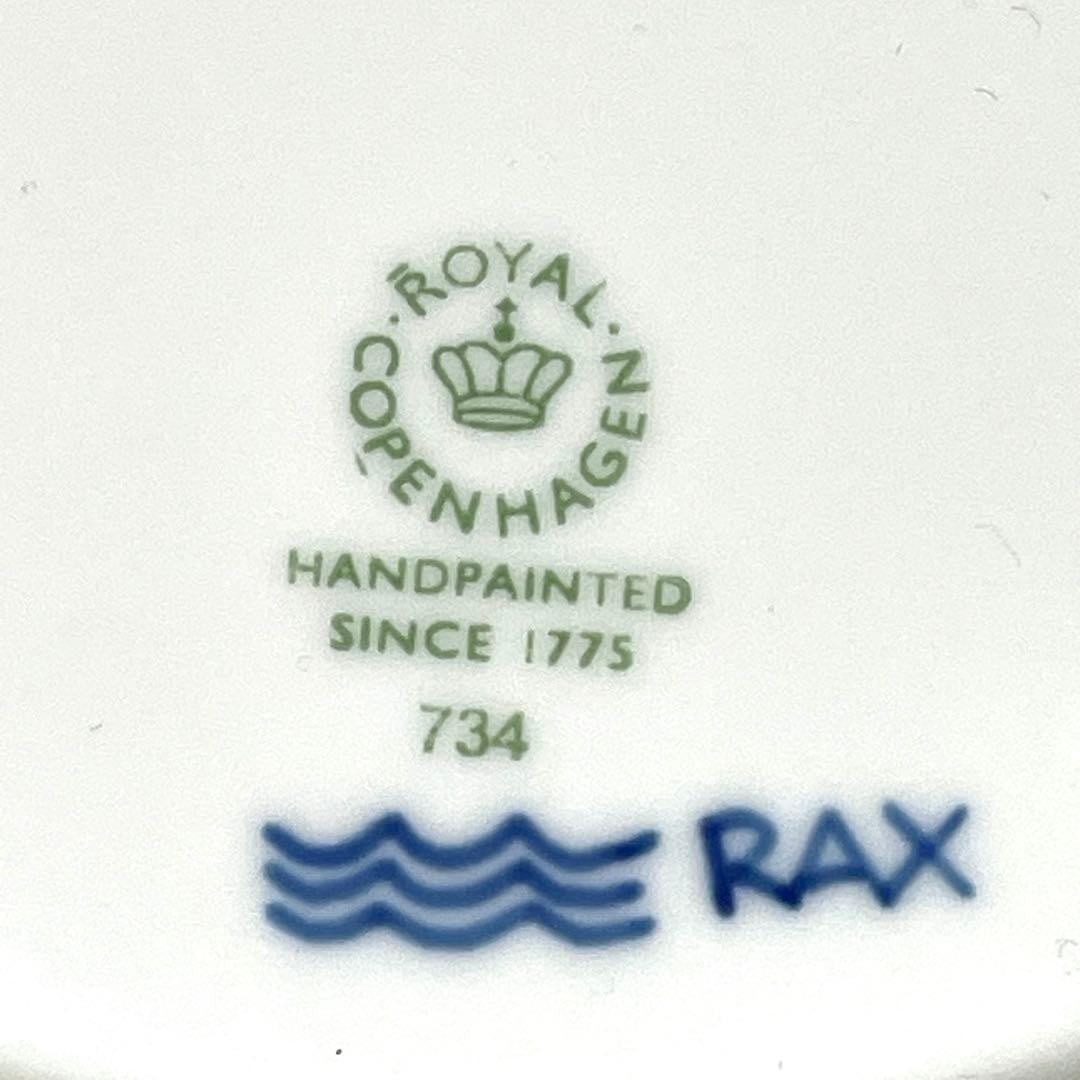 ROYAL · COPENHAGEN ·
HANDPAINTED
SINCE 1775
734
RAX